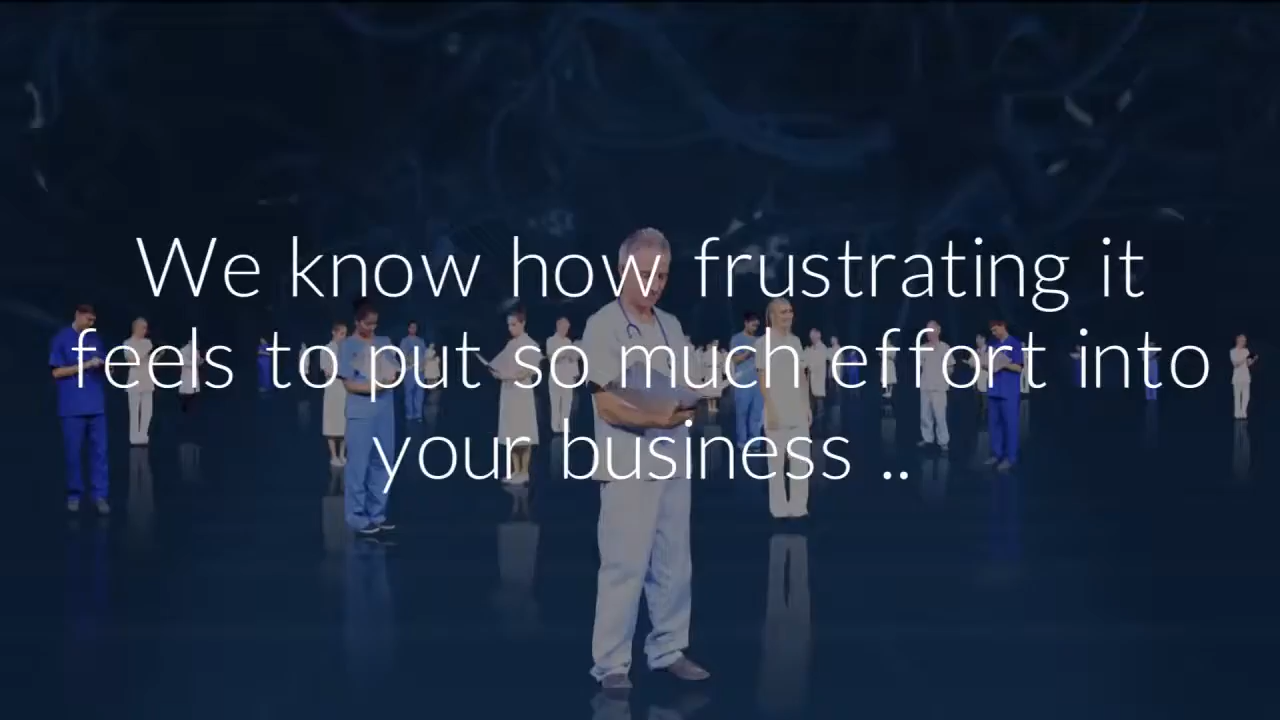 We know how frustrating it
feels to put so much effort into
your business ..